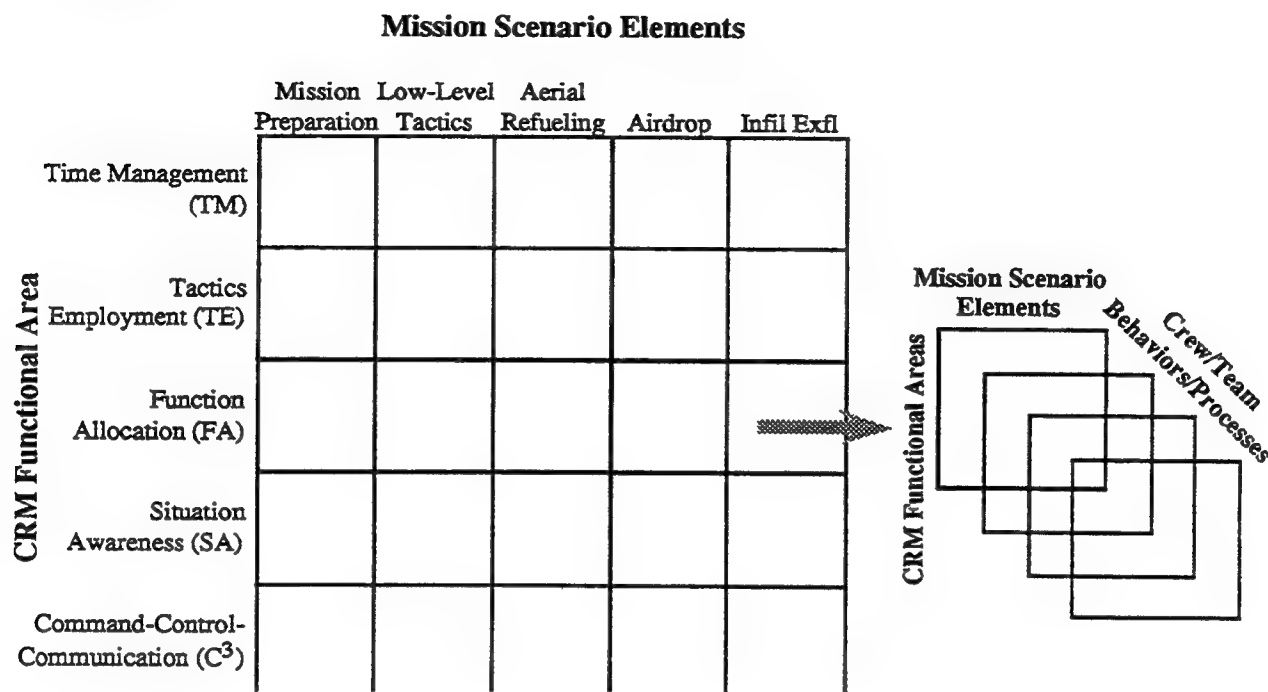 Mission Scenario Elements
Mission Low-Level Aerial
Preparation Tactics Refueling Airdrop Infil Exfl
CRM Functional Area
Time Management
(TM)
Tactics
Employment (TE)
Function
Allocation (FA)
Situation
Awareness (SA)
Command-Control-
Communication (C³)
Mission Scenario
Elements
Crew/Team
Behaviors/Processes
CRM Functional Areas